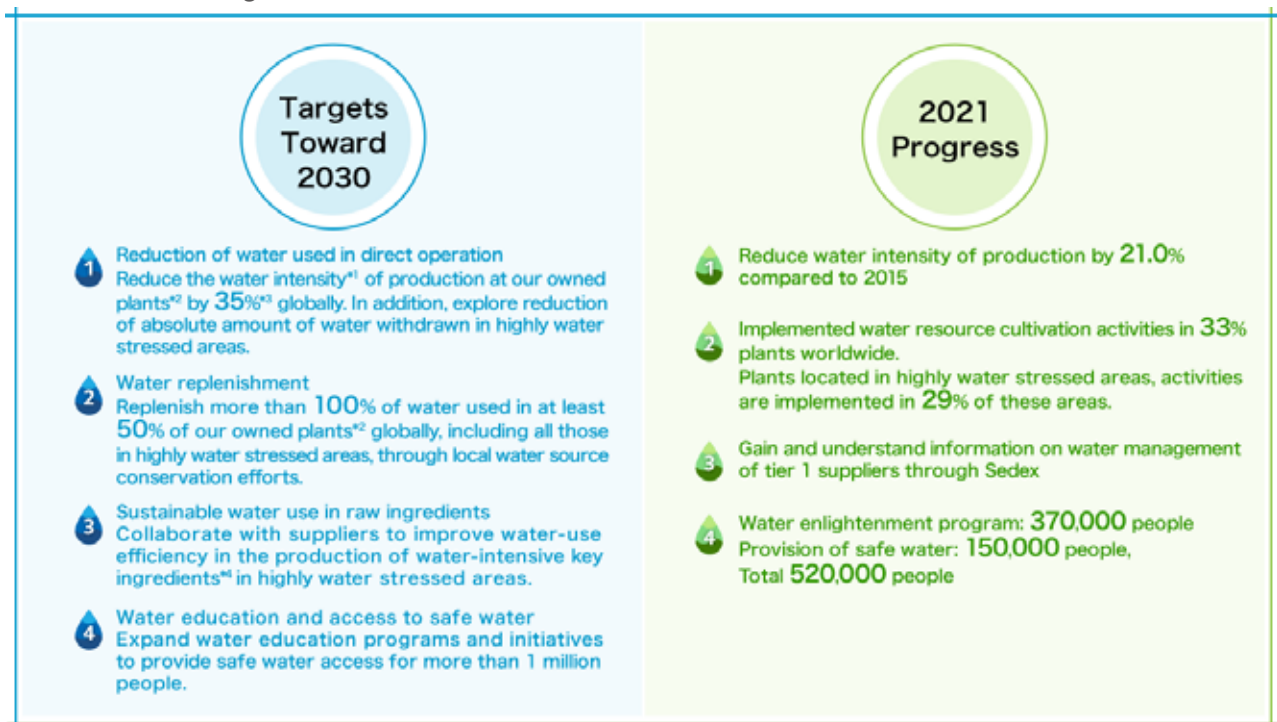 Targets
Toward
2030
1 Reduction of water used in direct operation
Reduce the water intensity*1 of production at our owned
plants*2 by 35%*3 globally. In addition, explore reduction
of absolute amount of water withdrawn in highly water
stressed areas.
2 Water replenishment
Replenish more than 100% of water used in at least
50% of our owned plants*2 globally, including all those
in highly water stressed areas, through local water source
conservation efforts.
3 Sustainable water use in raw ingredients
Collaborate with suppliers to improve water-use
efficiency in the production of water-intensive key
ingredients*4 in highly water stressed areas.
4 Water education and access to safe water
Expand water education programs and initiatives
to provide safe water access for more than 1 million
people.
2021
Progress
1 Reduce water intensity of production by 21.0%
compared to 2015
2 Implemented water resource cultivation activities in 33%
plants worldwide.
Plants located in highly water stressed areas, activities
are implemented in 29% of these areas.
3 Gain and understand information on water management
of tier 1 suppliers through Sedex
4 Water enlightenment program: 370,000 people
Provision of safe water: 150,000 people,
Total 520,000 people